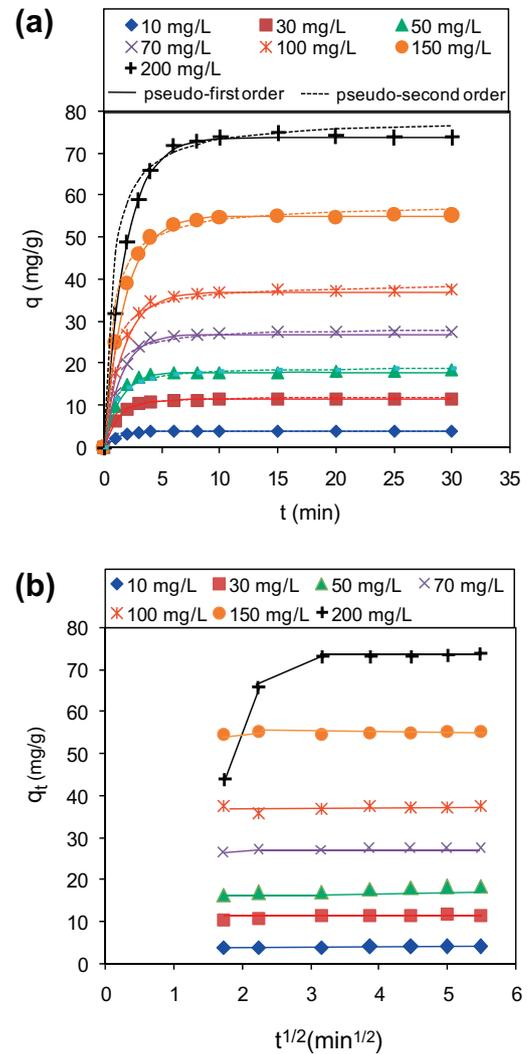 (a)
10 mg/L 30 mg/L 50 mg/L
70 mg/L 100 mg/L 150 mg/L
200 mg/L
pseudo-first order pseudo-second order
80
70
60
50
40
30
20
10
0
q (mg/g)
0 5 10 15 20 25 30 35
t (min)
(b)
10 mg/L 30 mg/L 50 mg/L 70 mg/L
100 mg/L 150 mg/L 200 mg/L
80
70
60
50
40
30
20
10
0
qt (mg/g)
0 1 2 3 4 5 6
t1/2(min1/2)